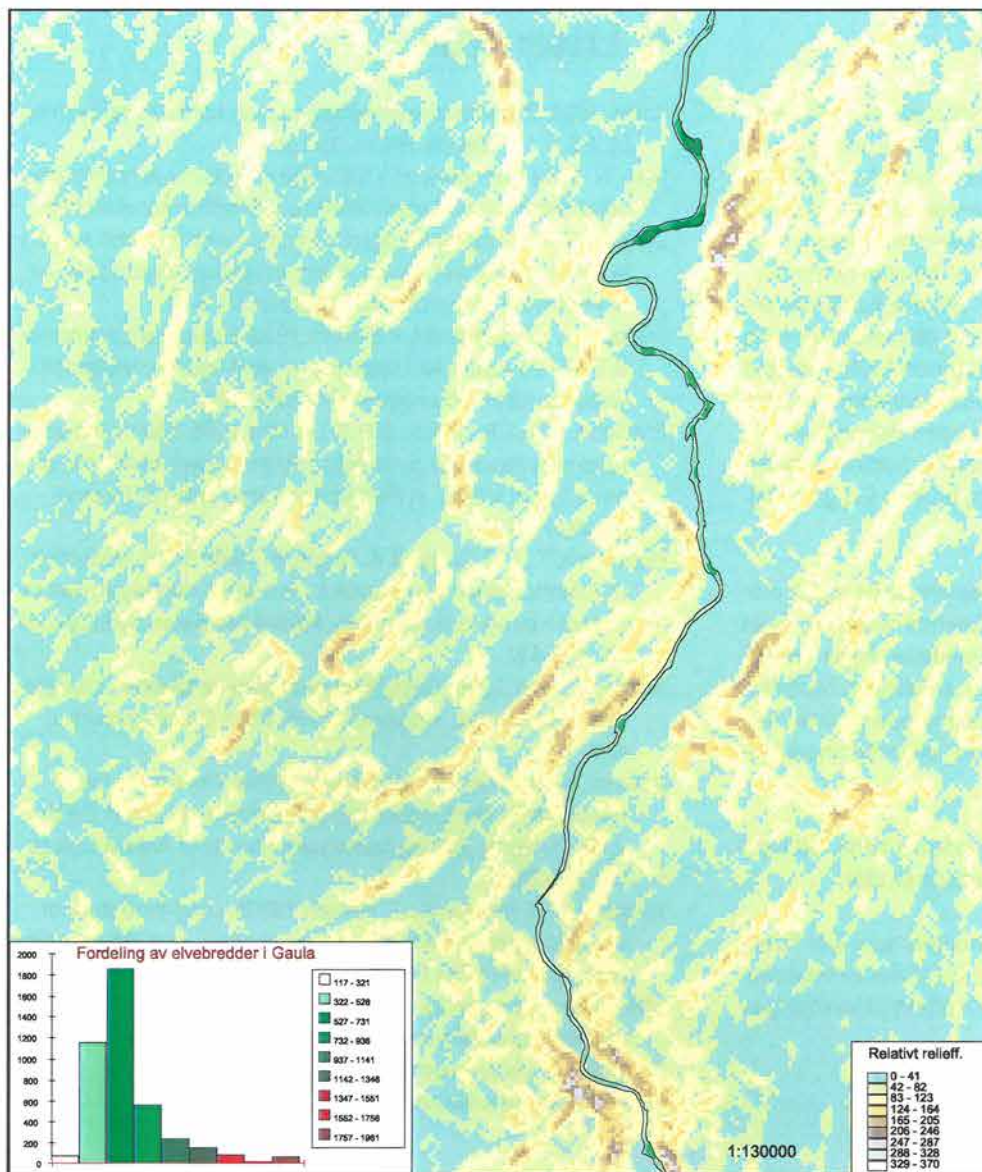 Fordeling av elvebredder i Gaula
2000
1800
1600
1400
1200
1000
800
600
400
200
0
117 - 321
322 - 526
527 - 731
732 - 936
937 - 1141
1142 - 1346
1347 - 1551
1552 - 1756
1757 - 1961
1:130000
Relativt relieff.
0 - 41
42 - 82
83 - 123
124 - 164
165 - 205
206 - 246
247 - 287
288 - 328
329 - 370